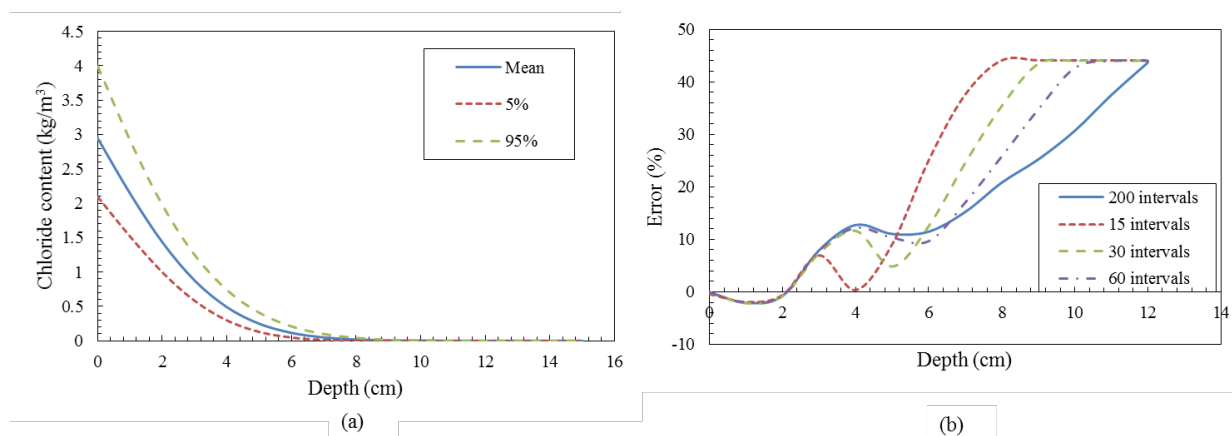 4.5
4
3.5
3
2.5
2
1.5
1
0.5
0
Chloride content (kg/m³)
Mean
5%
95%
0 2 4 6 8 10 12 14 16
Depth (cm)
(a)
50
40
30
20
10
0
-10
Error (%)
200 intervals
15 intervals
30 intervals
60 intervals
0 2 4 6 8 10 12 14
Depth (cm)
(b)